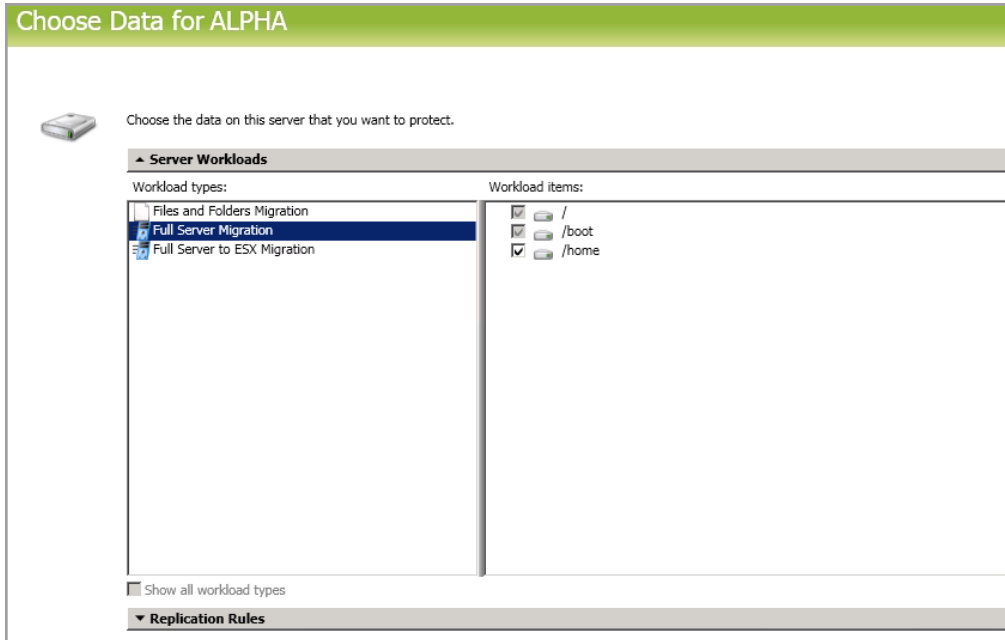 Choose Data for ALPHA
Choose the data on this server that you want to protect.
Server Workloads
Workload types:
Files and Folders Migration
Full Server Migration
Full Server to ESX Migration
Workload items:
/
/boot
/home
Show all workload types
Replication Rules